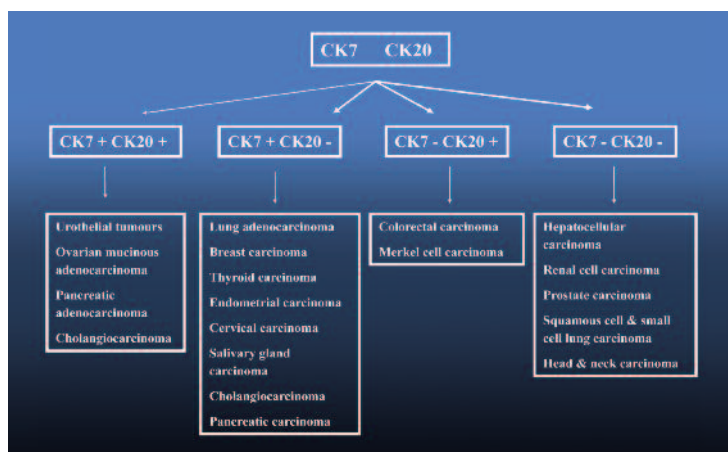 CK7 CK20
CK7 + CK20 +
CK7 + CK20 -
CK7 - CK20 +
CK7 - CK20 -
Urothelial tumours
Ovarian mucinous
adenocarcinoma
Pancreatic
adenocarcinoma
Cholangiocarcinoma
Lung adenocarcinoma
Breast carcinoma
Thyroid carcinoma
Endometrial carcinoma
Cervical carcinoma
Salivary gland
carcinoma
Cholangiocarcinoma
Pancreatic carcinoma
Colorectal carcinoma
Merkel cell carcinoma
Hepatocellular
carcinoma
Renal cell carcinoma
Prostate carcinoma
Squamous cell & small
cell lung carcinoma
Head & neck carcinoma